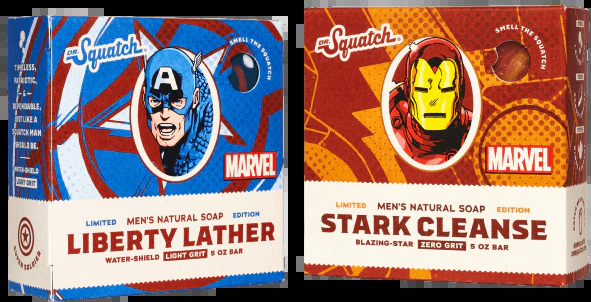 DR. Squatch®
SMELL THE SQUATCH
TIMELESS,
PATRIOTIC,
&
DEPENDABLE,
JUST LIKE A
SQUATCH MAN
SHOULD BE.
WATER-SHIELD
LIGHT GRIT
SUPER SOLDIER
A
MARVEL
LIMITED MEN'S NATURAL SOAP EDITION
LIBERTY LATHER
WATER-SHIELD LIGHT GRIT 5 OZ BAR
DR. Squatch®
SMELL THE SQUATCH
MARVEL
LIMITED MEN'S NATURAL SOAP EDITION
STARK CLEANSE
BLAZING-STAR ZERO GRIT 5 OZ BAR